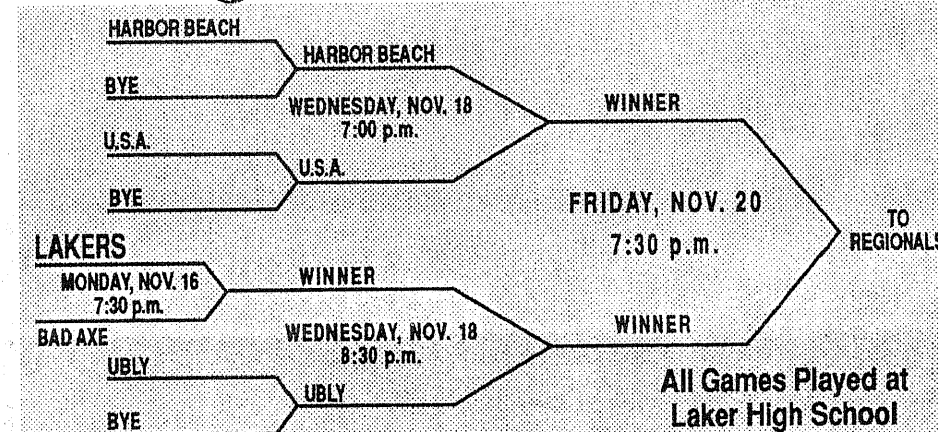 HARBOR BEACH
HARBOR BEACH
BYE
WEDNESDAY, NOV. 18
7:00 p.m.
WINNER
U.S.A.
U.S.A.
BYE
FRIDAY, NOV. 20
7:30 p.m.
TO
REGIONALS
LAKERS
MONDAY, NOV. 16
7:30 p.m.
WINNER
BAD AXE
WEDNESDAY, NOV. 18
8:30 p.m.
WINNER
UBLY
UBLY
BYE
All Games Played at
Laker High School